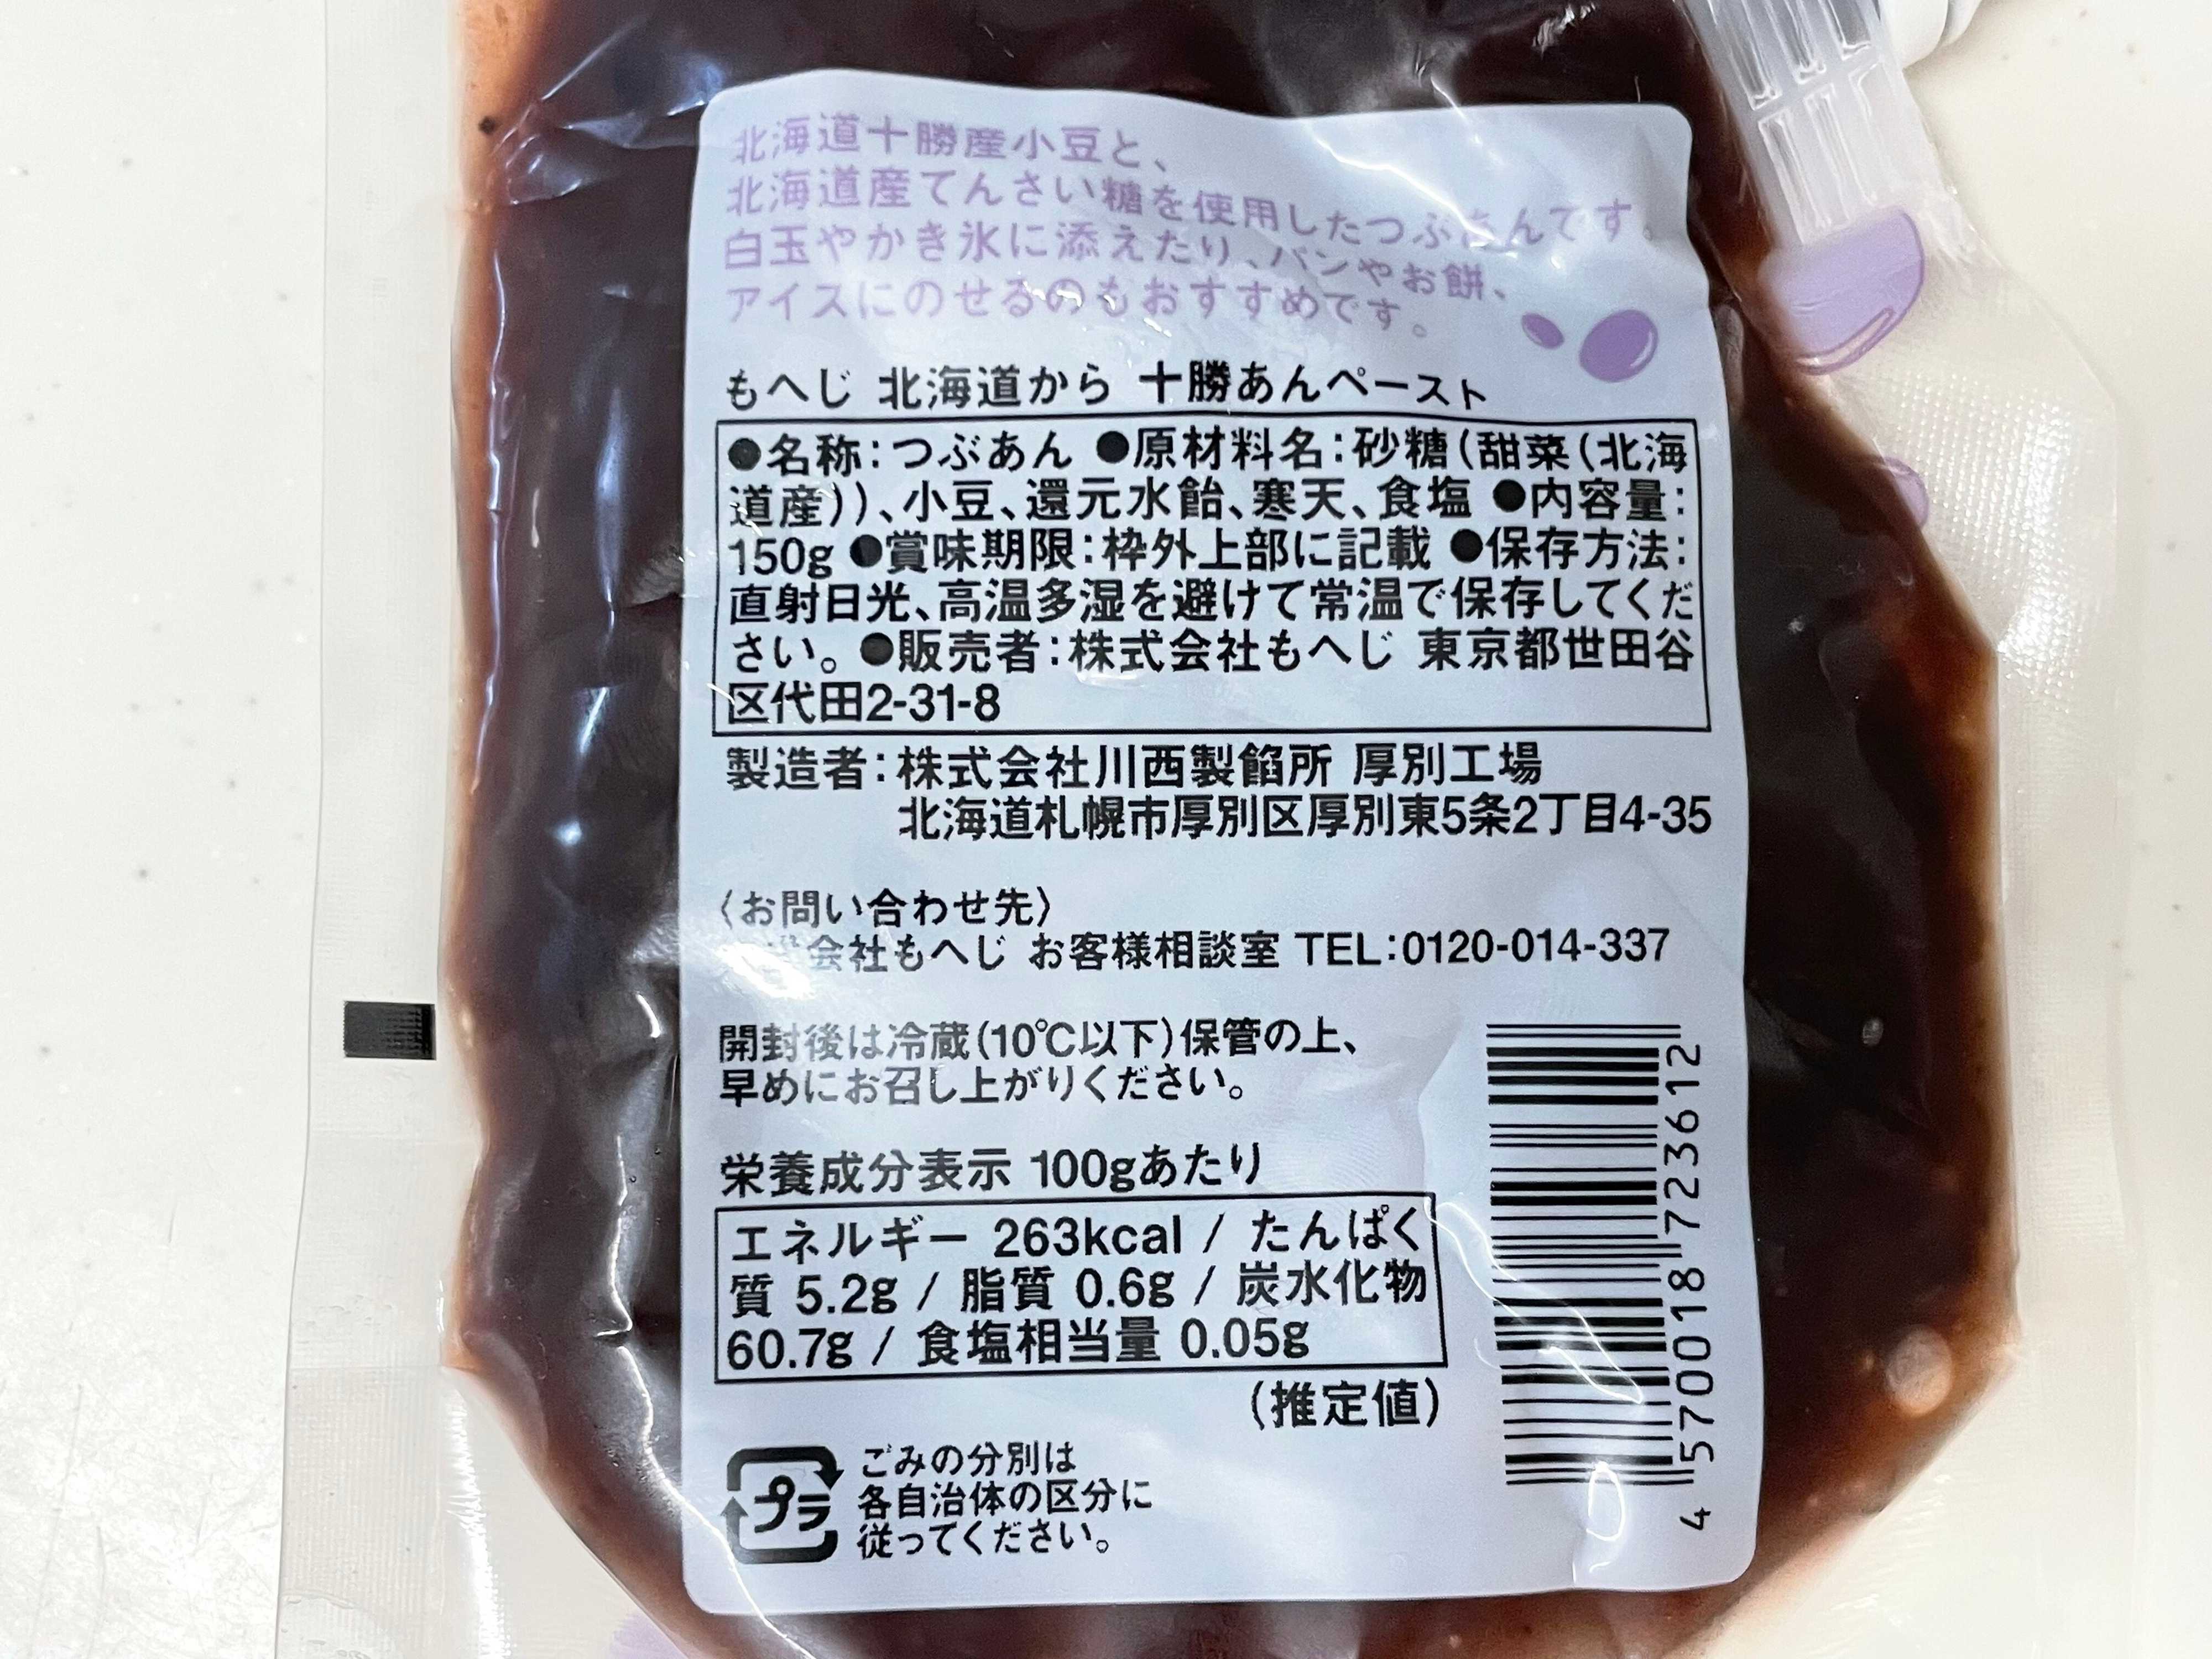 北海道十勝産小豆と、
北海道産てんさい糖を使用したつぶあんです。
白玉やかき氷に添えたり、パンやお餅、
アイスにのせるのもおすすめです。
もへじ 北海道から 十勝あんペースト
●名称：つぶあん ●原材料名：砂糖（甜菜（北海
道産））、小豆、還元水飴、寒天、食塩 ●内容量：
150g ●賞味期限：枠外上部に記載 ●保存方法：
直射日光、高温多湿を避けて常温で保存してくだ
さい。 ●販売者：株式会社もへじ 東京都世田谷
区代田2-31-8
製造者：株式会社川西製餡所 厚別工場
北海道札幌市厚別区厚別東5条2丁目4-35
〈お問い合わせ先〉
会社もへじ お客様相談室 TEL：0120-014-337
開封後は冷蔵（10℃以下）保管の上、
早めにお召し上がりください。
栄養成分表示 100gあたり
エネルギー 263kcal / たんぱく
質 5.2g / 脂質 0.6g / 炭水化物
60.7g / 食塩相当量 0.05g
（推定値）
プラ
ごみの分別は
各自治体の区分に
従ってください。
4 570018 723612